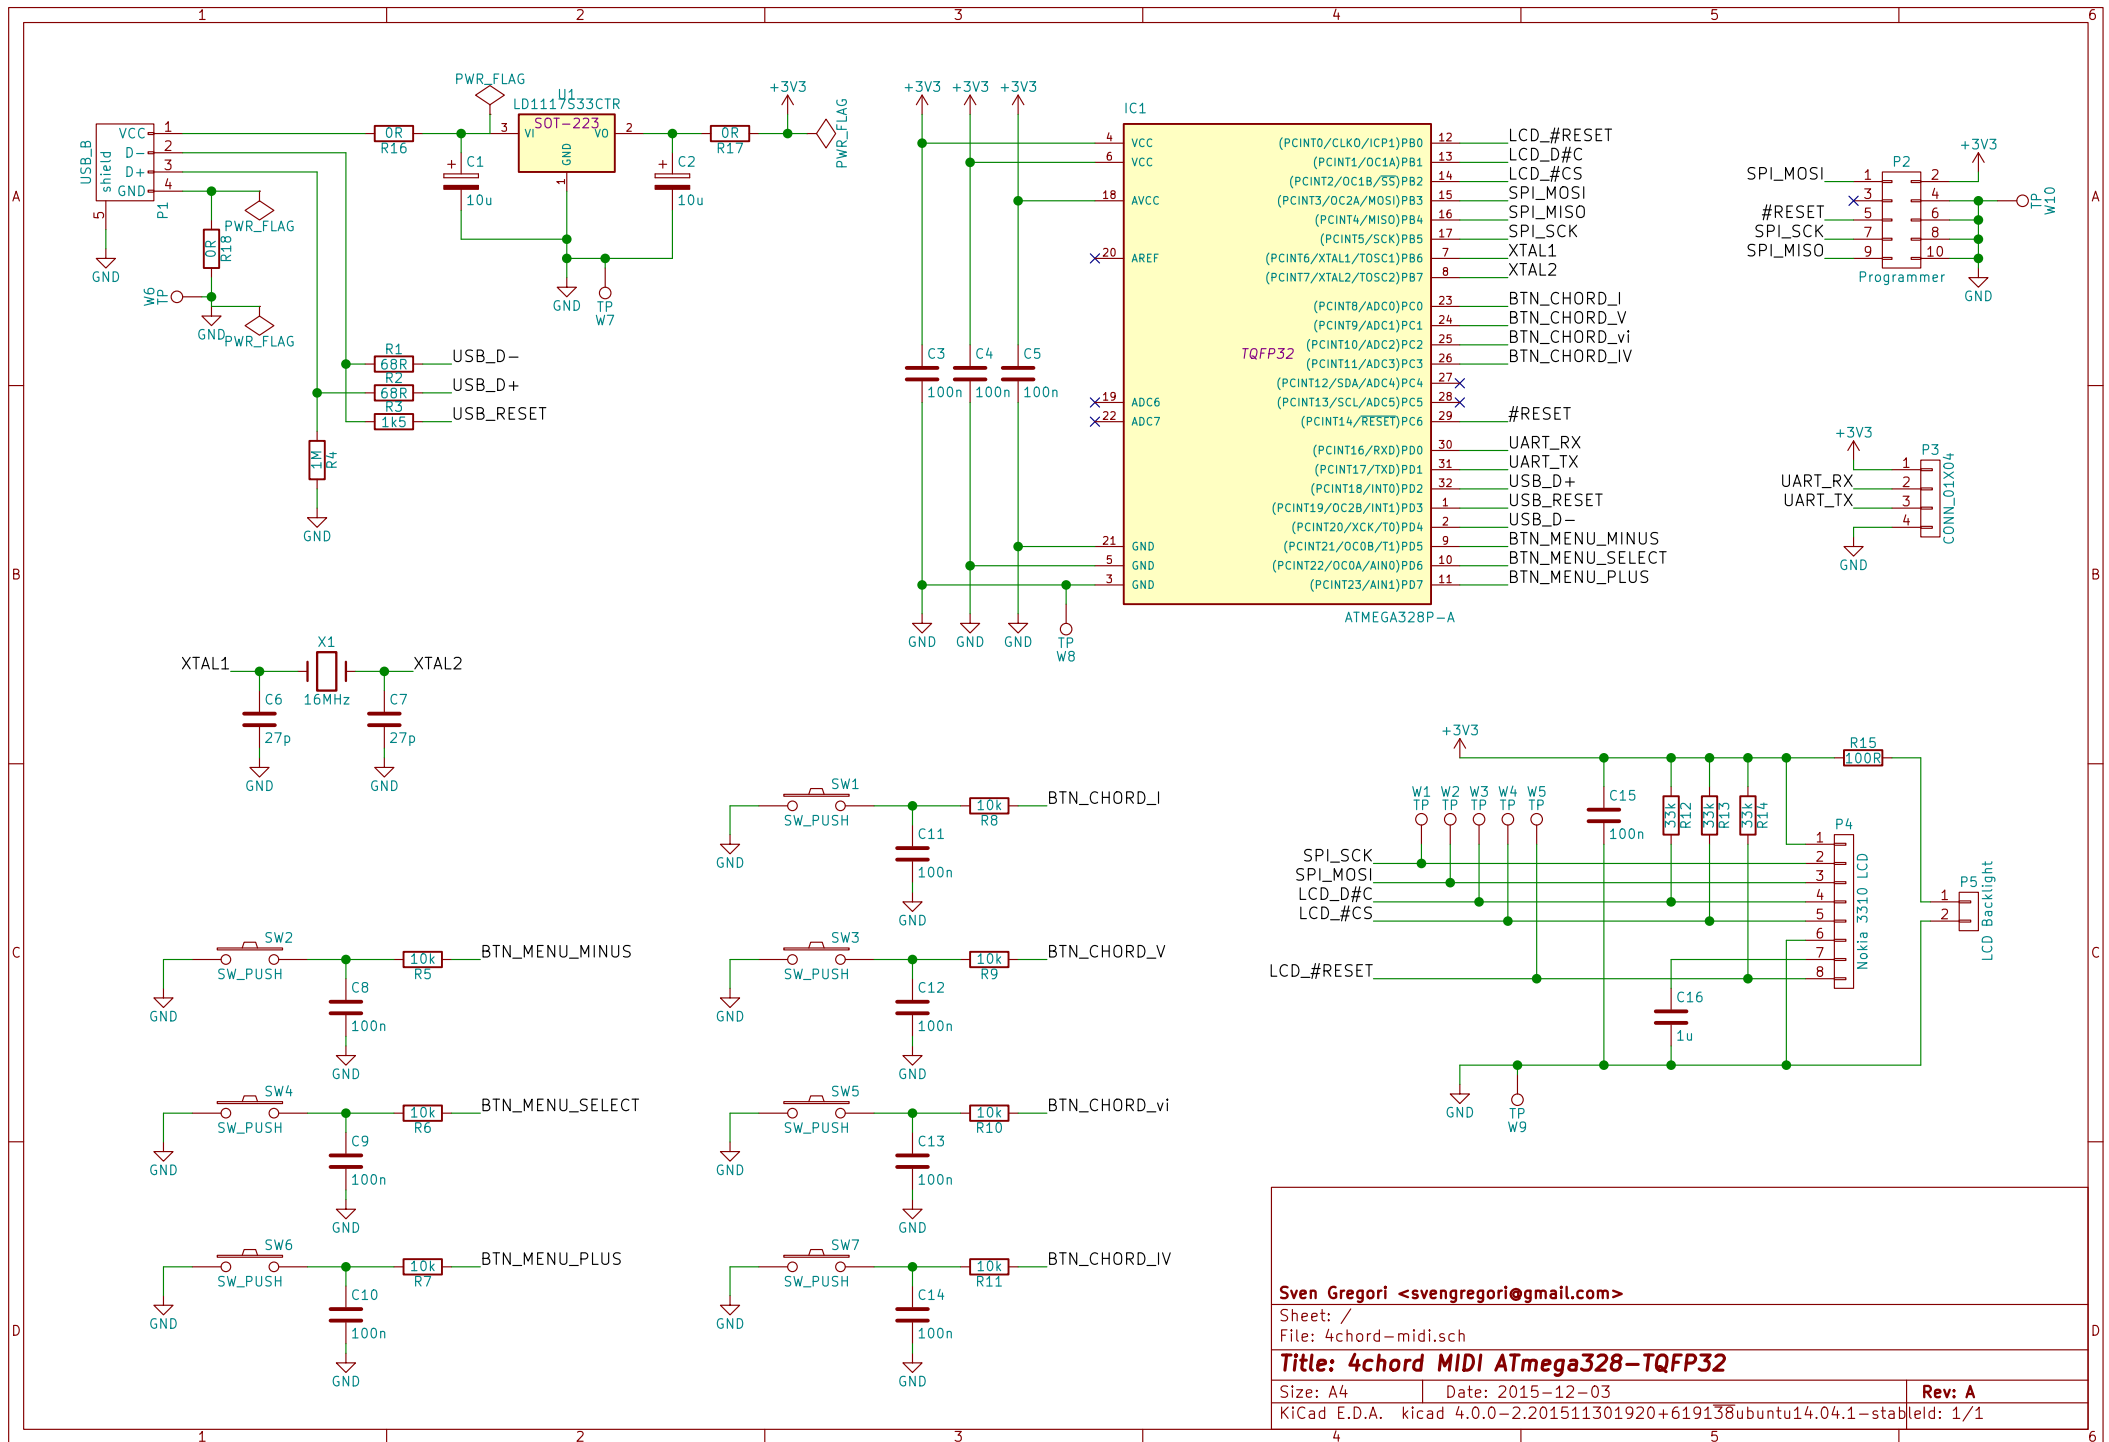 1 2 3 4 5 6
A
B
C
D
USB_B
shield
VCC 1
D- 2
D+ 3
GND 4
5
P1
GND
PWR_FLAG
0R
R18
W6
TP
GND
PWR_FLAG
0R
R16
PWR_FLAG
U1
LD1117S33CTR
SOT-223
3 VI
VO 2
GND
1
C1
10u
C2
10u
+
+
GND
TP
W7
0R
R17
+3V3
PWR_FLAG
R1
68R
USB_D-
R2
68R
USB_D+
R3
1k5
USB_RESET
1M
R4
GND
+3V3 +3V3 +3V3
C3
100n
C4
100n
C5
100n
GND GND GND
TP
W8
IC1
TQFP32
ATMEGA328P-A
4 VCC
6 VCC
18 AVCC
20 AREF
19 ADC6
22 ADC7
21 GND
5 GND
3 GND
(PCINT0/CLKO/ICP1)PB0 12 LCD_#RESET
(PCINT1/OC1A)PB1 13 LCD_D#C
(PCINT2/OC1B/SS)PB2 14 LCD_#CS
(PCINT3/OC2A/MOSI)PB3 15 SPI_MOSI
(PCINT4/MISO)PB4 16 SPI_MISO
(PCINT5/SCK)PB5 17 SPI_SCK
(PCINT6/XTAL1/TOSC1)PB6 7 XTAL1
(PCINT7/XTAL2/TOSC2)PB7 8 XTAL2
(PCINT8/ADC0)PC0 23 BTN_CHORD_I
(PCINT9/ADC1)PC1 24 BTN_CHORD_V
(PCINT10/ADC2)PC2 25 BTN_CHORD_vi
(PCINT11/ADC3)PC3 26 BTN_CHORD_IV
(PCINT12/SDA/ADC4)PC4 27
(PCINT13/SCL/ADC5)PC5 28
(PCINT14/RESET)PC6 29 #RESET
(PCINT16/RXD)PD0 30 UART_RX
(PCINT17/TXD)PD1 31 UART_TX
(PCINT18/INT0)PD2 32 USB_D+
(PCINT19/OC2B/INT1)PD3 1 USB_RESET
(PCINT20/XCK/T0)PD4 2 USB_D-
(PCINT21/OC0B/T1)PD5 9 BTN_MENU_MINUS
(PCINT22/OC0A/AIN0)PD6 10 BTN_MENU_SELECT
(PCINT23/AIN1)PD7 11 BTN_MENU_PLUS
P2
+3V3
SPI_MOSI 1 2
3 4
#RESET 5 6
SPI_SCK 7 8
SPI_MISO 9 10
Programmer
TP
W10
GND
+3V3
P3
CONN_01X04
1
UART_RX 2
UART_TX 3
4
GND
XTAL1
X1
16MHz
XTAL2
C6
27p
C7
27p
GND GND
SW1
SW_PUSH
GND
C11
100n
GND
10k
R8
BTN_CHORD_I
SW2
SW_PUSH
GND
C8
100n
GND
10k
R5
BTN_MENU_MINUS
SW3
SW_PUSH
GND
C12
100n
GND
10k
R9
BTN_CHORD_V
SW4
SW_PUSH
GND
C9
100n
GND
10k
R6
BTN_MENU_SELECT
SW5
SW_PUSH
GND
C13
100n
GND
10k
R10
BTN_CHORD_vi
SW6
SW_PUSH
GND
C10
100n
GND
10k
R7
BTN_MENU_PLUS
SW7
SW_PUSH
GND
C14
100n
GND
10k
R11
BTN_CHORD_IV
+3V3
W1 W2 W3 W4 W5
TP TP TP TP TP
C15
100n
33k R12
33k R13
33k R14
R15
100R
SPI_SCK
SPI_MOSI
LCD_D#C
LCD_#CS
LCD_#RESET
P4
Nokia 3310 LCD
1
2
3
4
5
6
7
8
C16
1u
GND
TP
W9
P5
LCD Backlight
1
2
Sven Gregori <svengregori@gmail.com>
Sheet: /
File: 4chord-midi.sch
Title: 4chord MIDI ATmega328-TQFP32
Size: A4 Date: 2015-12-03 Rev: A
KiCad E.D.A. kicad 4.0.0-2.201511301920+619138ubuntu14.04.1-stable Id: 1/1
A
B
C
D
1 2 3 4 5 6